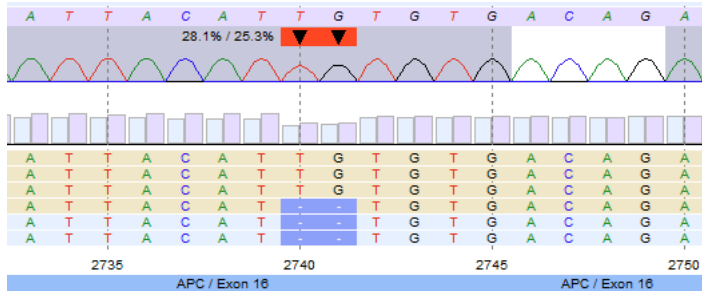 A T T A C A T T G T G T G A C A G A
28.1% / 25.3%
A T T A C A T T G T G T G A C A G A
A T T A C A T T G T G T G A C A G A
A T T A C A T T G T G T G A C A G A
A T T A C A T - - T G T G A C A G A
A T T A C A T - - T G T G A C A G A
A T T A C A T - - T G T G A C A G A
2735 2740 2745 2750
APC / Exon 16 APC / Exon 16